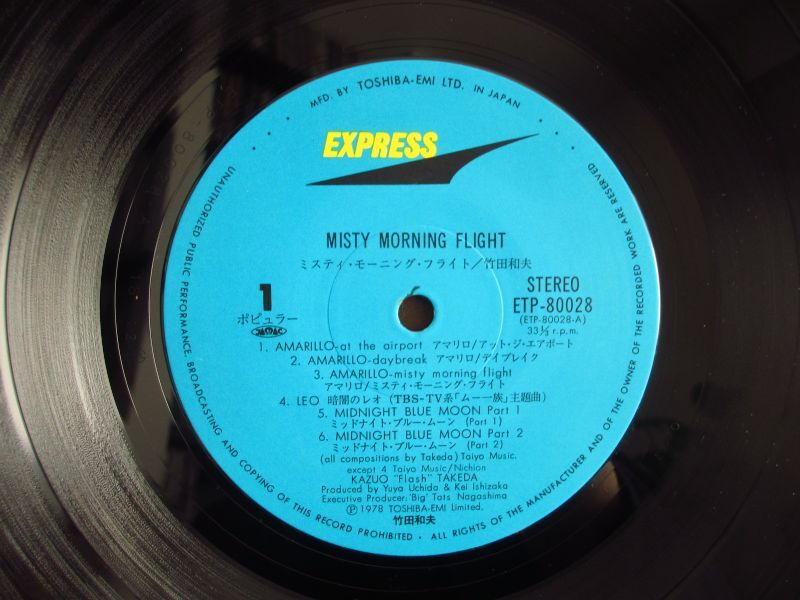 MFD. BY TOSHIBA-EMI LTD. IN JAPAN
EXPRESS
MISTY MORNING FLIGHT
ミスティ・モーニング・フライト／竹田和夫
1
ポピュラー
JASRAC
STEREO
ETP-80028
(ETP-80028-A)
33⅓ r.p.m.
1. AMARILLO-at the airport アマリロ/アット・ジ・エアポート
2. AMARILLO-daybreak アマリロ/デイブレイク
3. AMARILLO-misty morning flight
アマリロ/ミスティ・モーニング・フライト
4. LEO 暗闇のレオ (TBS-TV系「ムー一族」主題曲)
5. MIDNIGHT BLUE MOON Part 1
ミッドナイト・ブルー・ムーン (Part 1)
6. MIDNIGHT BLUE MOON Part 2
ミッドナイト・ブルー・ムーン (Part 2)
(all compositions by Takeda) Taiyo Music.
except 4 Taiyo Music/Nichion
KAZUO "Flash" TAKEDA
Produced by Yuya Uchida & Kei Ishizaka
Executive Producer: 'Big' Tats Nagashima
Ⓟ 1978 TOSHIBA-EMI Limited.
竹田和夫
UNAUTHORIZED PUBLIC PERFORMANCE, BROADCASTING AND COPYING OF THIS RECORD PROHIBITED • ALL RIGHTS OF THE MANUFACTURER AND OF THE OWNER OF THE RECORDED WORK ARE RESERVED